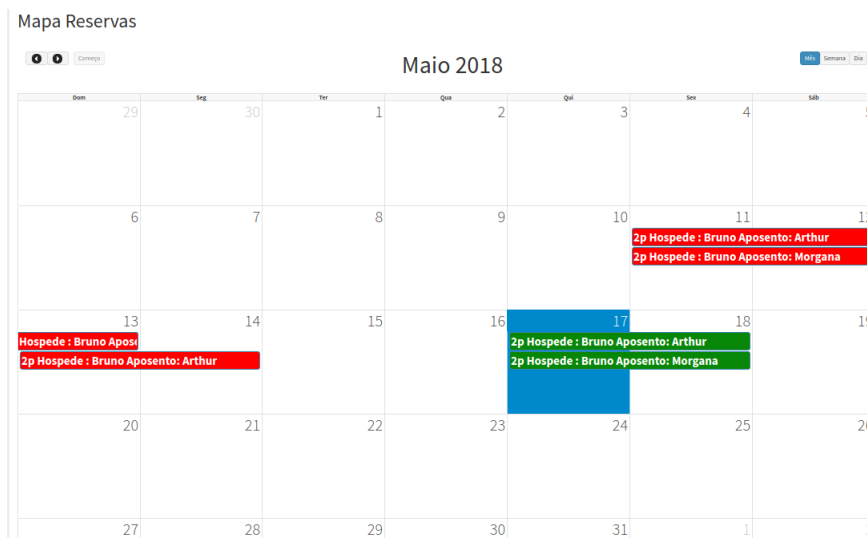 Mapa Reservas
Começo
Maio 2018
Mês Semana Dia
Dom Seg Ter Qua Qui Sex Sáb
29 30 1 2 3 4
6 7 8 9 10 11
2p Hospede : Bruno Aposento: Arthur
2p Hospede : Bruno Aposento: Morgana
13 14 15 16 17 18
Hospede : Bruno 2p Hospede : Bruno Aposento: Arthur
2p Hospede : Bruno Aposento: Arthur 2p Hospede : Bruno Aposento: Morgana
20 21 22 23 24 25
27 28 29 30 31 1